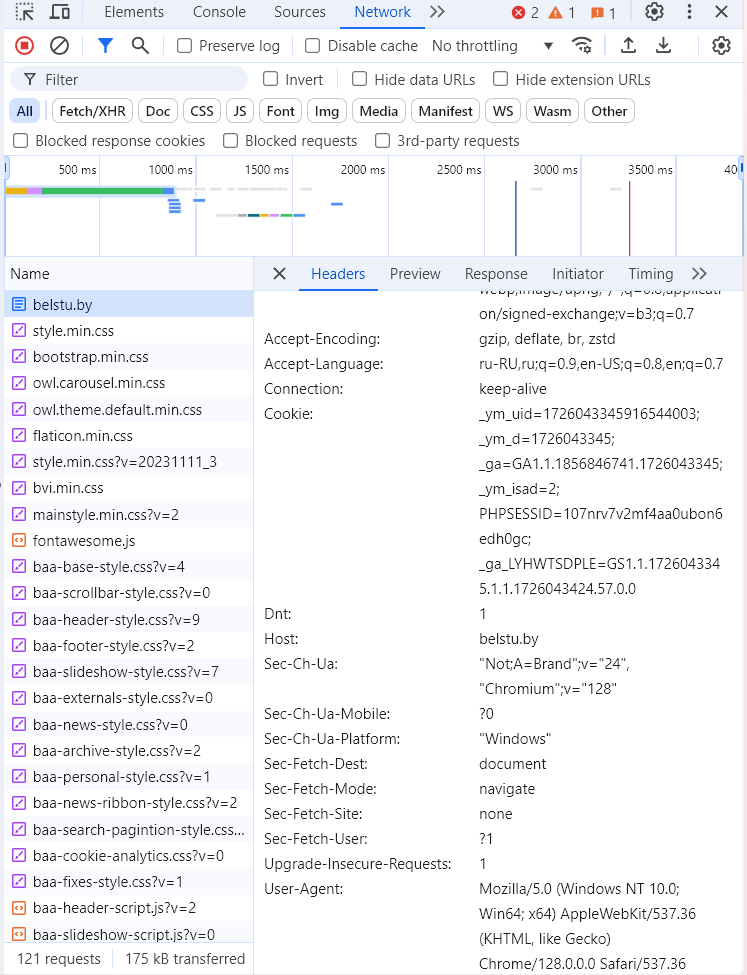 Elements Console Sources Network 2 1 1
Preserve log Disable cache No throttling
Filter Invert Hide data URLs Hide extension URLs
All Fetch/XHR Doc CSS JS Font Img Media Manifest WS Wasm Other
Blocked response cookies Blocked requests 3rd-party requests
500 ms 1000 ms 1500 ms 2000 ms 2500 ms 3000 ms 3500 ms 40
Name
belstu.by
style.min.css
bootstrap.min.css
owl.carousel.min.css
owl.theme.default.min.css
flaticon.min.css
style.min.css?v=20231111_3
bvi.min.css
mainstyle.min.css?v=2
fontawesome.js
baa-base-style.css?v=4
baa-scrollbar-style.css?v=0
baa-header-style.css?v=9
baa-footer-style.css?v=2
baa-slideshow-style.css?v=7
baa-externals-style.css?v=0
baa-news-style.css?v=0
baa-archive-style.css?v=2
baa-personal-style.css?v=1
baa-news-ribbon-style.css?v=2
baa-search-pagintion-style.css...
baa-cookie-analytics.css?v=0
baa-fixes-style.css?v=1
baa-header-script.js?v=2
baa-slideshow-script.js?v=0
121 requests 175 kB transferred
Headers Preview Response Initiator Timing
on/signed-exchange;v=b3;q=0.7
Accept-Encoding: gzip, deflate, br, zstd
Accept-Language: ru-RU,ru;q=0.9,en-US;q=0.8,en;q=0.7
Connection: keep-alive
Cookie: _ym_uid=1726043345916544003;
_ym_d=1726043345;
_ga=GA1.1.1856846741.1726043345;
_ym_isad=2;
PHPSESSID=107nrv7v2mf4aa0ubon6
edh0gc;
_ga_LYHWTSDPLE=GS1.1.172604334
5.1.1.1726043424.57.0.0
Dnt: 1
Host: belstu.by
Sec-Ch-Ua: "Not;A=Brand";v="24",
"Chromium";v="128"
Sec-Ch-Ua-Mobile: ?0
Sec-Ch-Ua-Platform: "Windows"
Sec-Fetch-Dest: document
Sec-Fetch-Mode: navigate
Sec-Fetch-Site: none
Sec-Fetch-User: ?1
Upgrade-Insecure-Requests: 1
User-Agent: Mozilla/5.0 (Windows NT 10.0;
Win64; x64) AppleWebKit/537.36
(KHTML, like Gecko)
Chrome/128.0.0.0 Safari/537.36